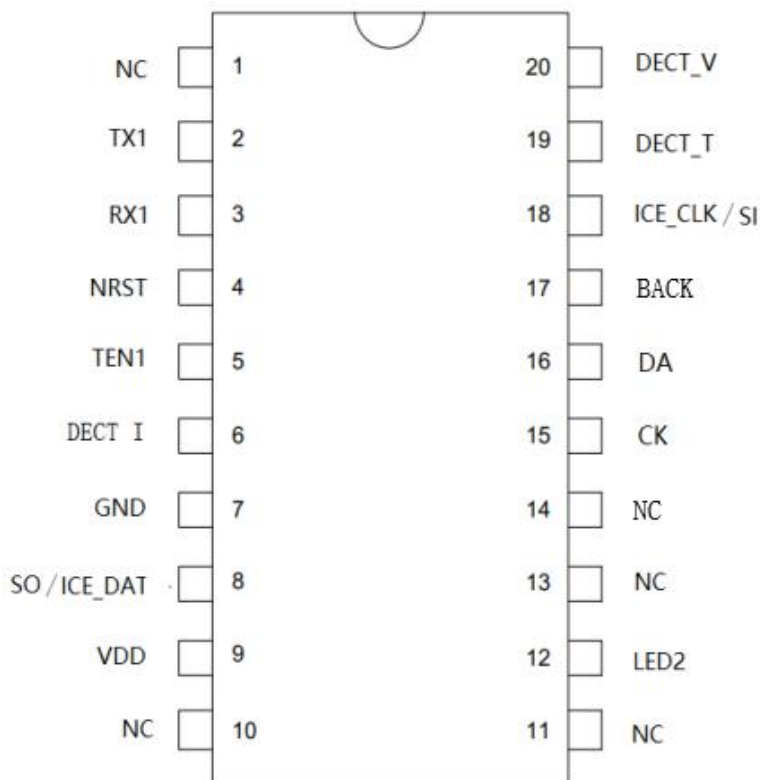 NC 1 20 DECT_V
TX1 2 19 DECT_T
RX1 3 18 ICE_CLK / SI
NRST 4 17 BACK
TEN1 5 16 DA
DECT I 6 15 CK
GND 7 14 NC
SO / ICE_DAT 8 13 NC
VDD 9 12 LED2
NC 10 11 NC